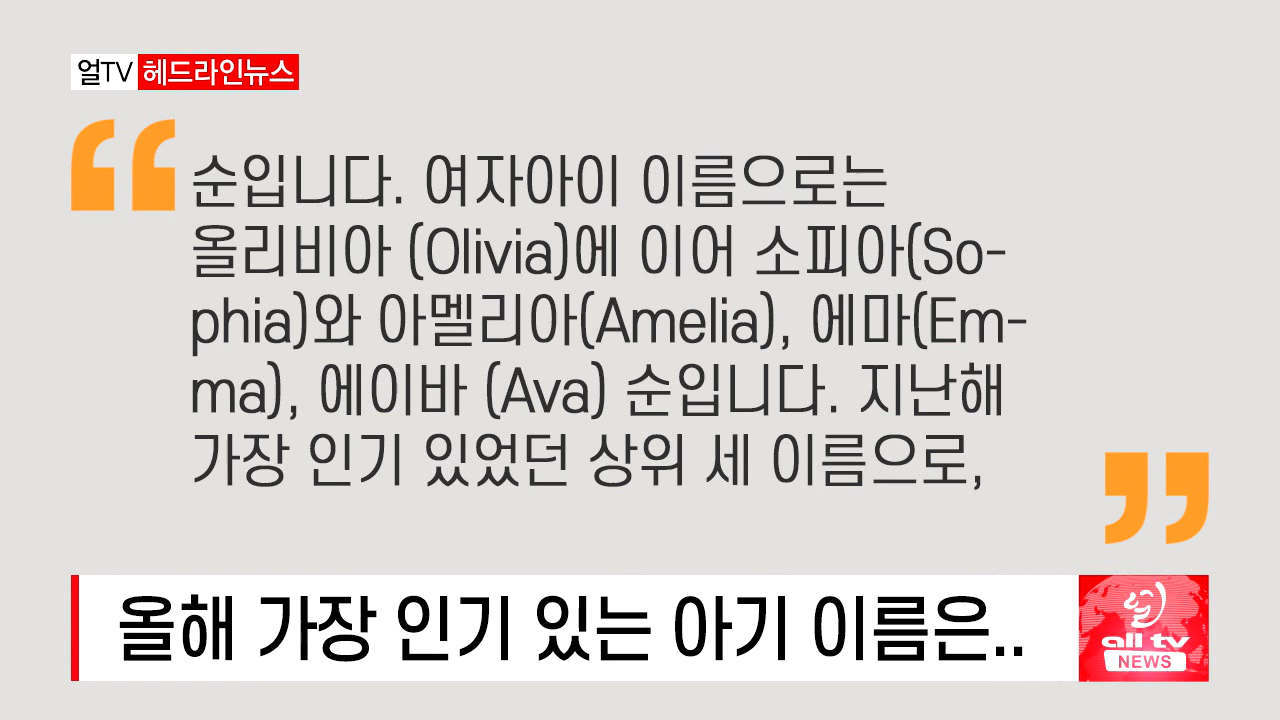 얼TV 헤드라인뉴스
“순입니다. 여자아이 이름으로는
올리비아 (Olivia)에 이어 소피아(So-
phia)와 아멜리아(Amelia), 에마(Em-
ma), 에이바 (Ava) 순입니다. 지난해
가장 인기 있었던 상위 세 이름으로,”
올해 가장 인기 있는 아기 이름은..
all tv
NEWS